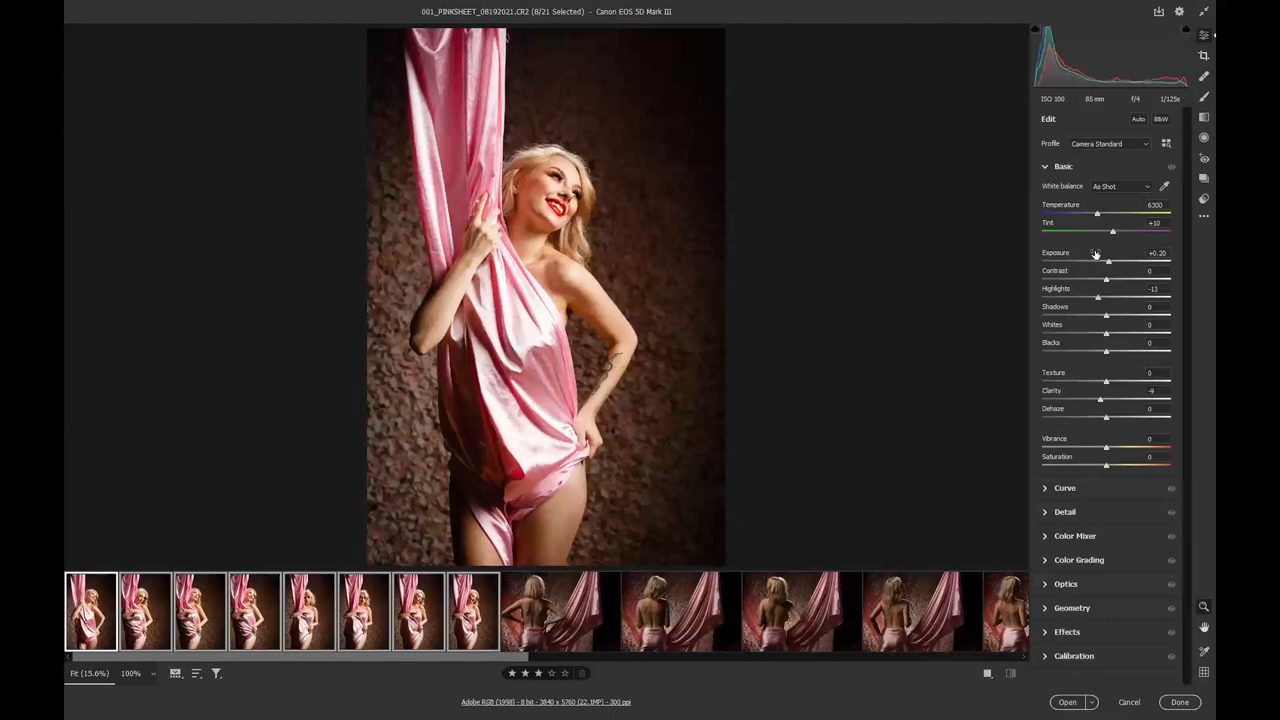 001_PINKSHEET_08192021.CR2 (8/21 Selected) - Canon EOS 5D Mark III
ISO 100 85 mm f/4 1/125s
Edit Auto B&W
Profile Camera Standard
Basic
White balance As Shot
Temperature 6300
Tint +10
Exposure +0.20
Contrast 0
Highlights -13
Shadows 0
Whites 0
Blacks 0
Texture 0
Clarity -9
Dehaze 0
Vibrance 0
Saturation 0
Curve
Detail
Color Mixer
Color Grading
Optics
Geometry
Effects
Calibration
Fit (15.6%) 100%
Adobe RGB (1998) - 8 bit - 3840 x 5760 (22.1MP) - 300 ppi
Open Cancel Done